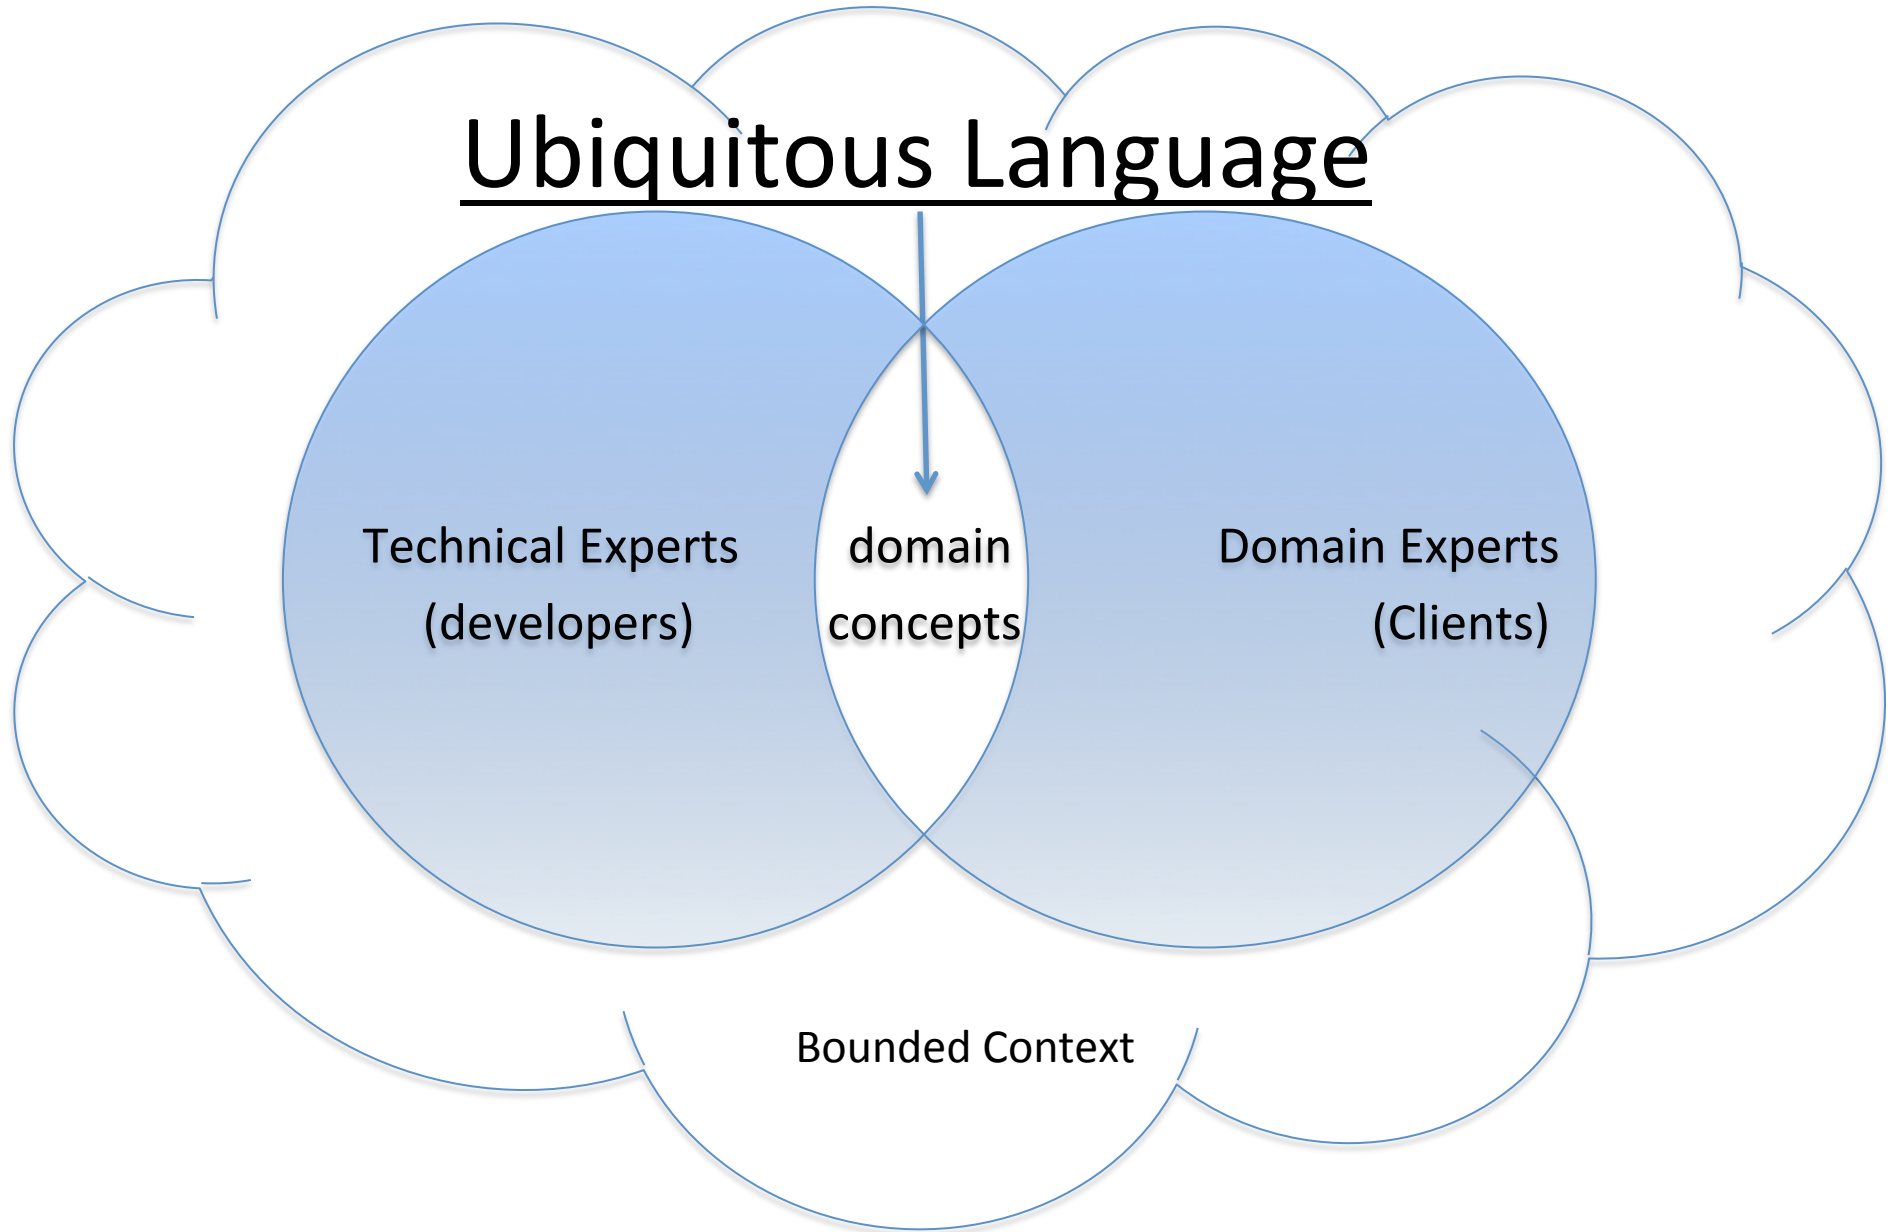 Ubiquitous Language
Technical Experts
(developers)
domain
concepts
Domain Experts
(Clients)
Bounded Context